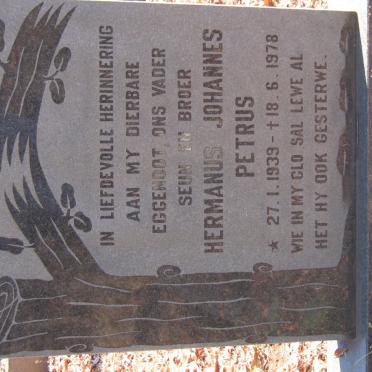 IN LIEFDEVOLLE HERINNERING
AAN MY DIERBARE
EGGENOOT, ONS VADER
SEUN EN BROER
HERMANUS JOHANNES
PETRUS
★ 27.1.1939 - † 18.6.1978
WIE IN MY GLO SAL LEWE AL
HET HY OOK GESTERWE.